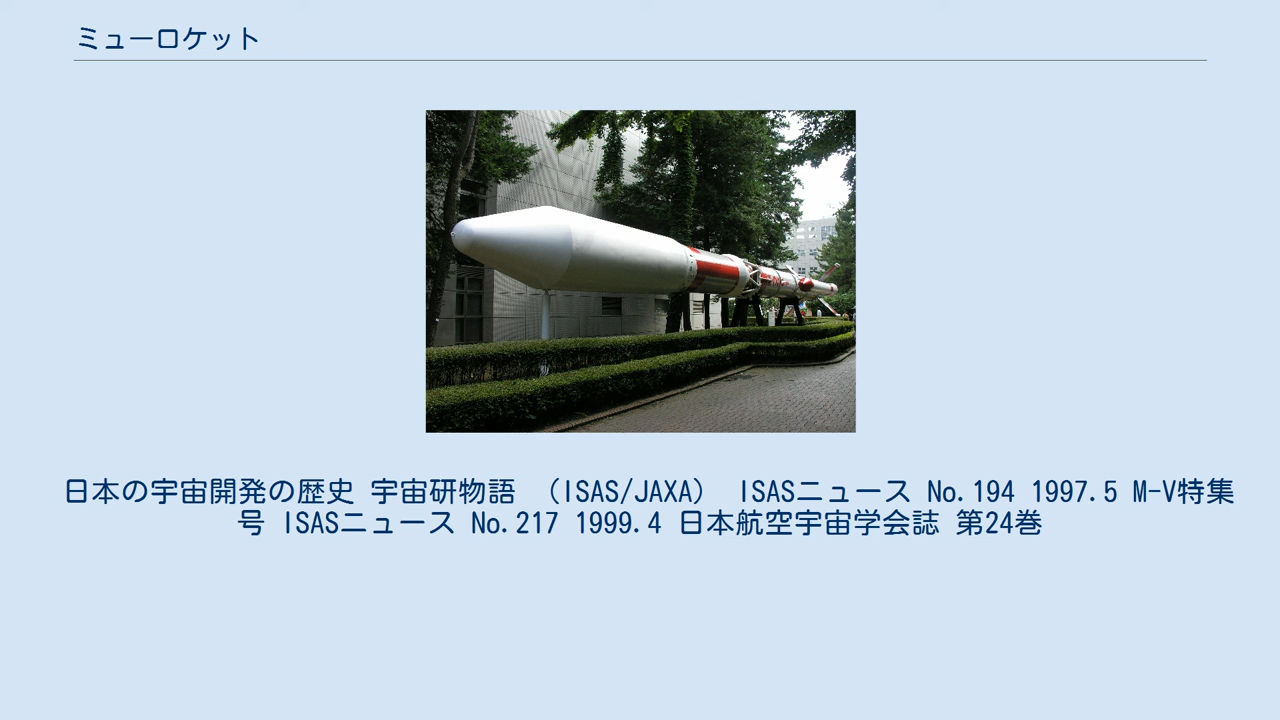 ミューロケット
日本の宇宙開発の歴史 宇宙研物語 （ISAS/JAXA） ISASニュース No.194 1997.5 M-V特集
号 ISASニュース No.217 1999.4 日本航空宇宙学会誌 第24巻